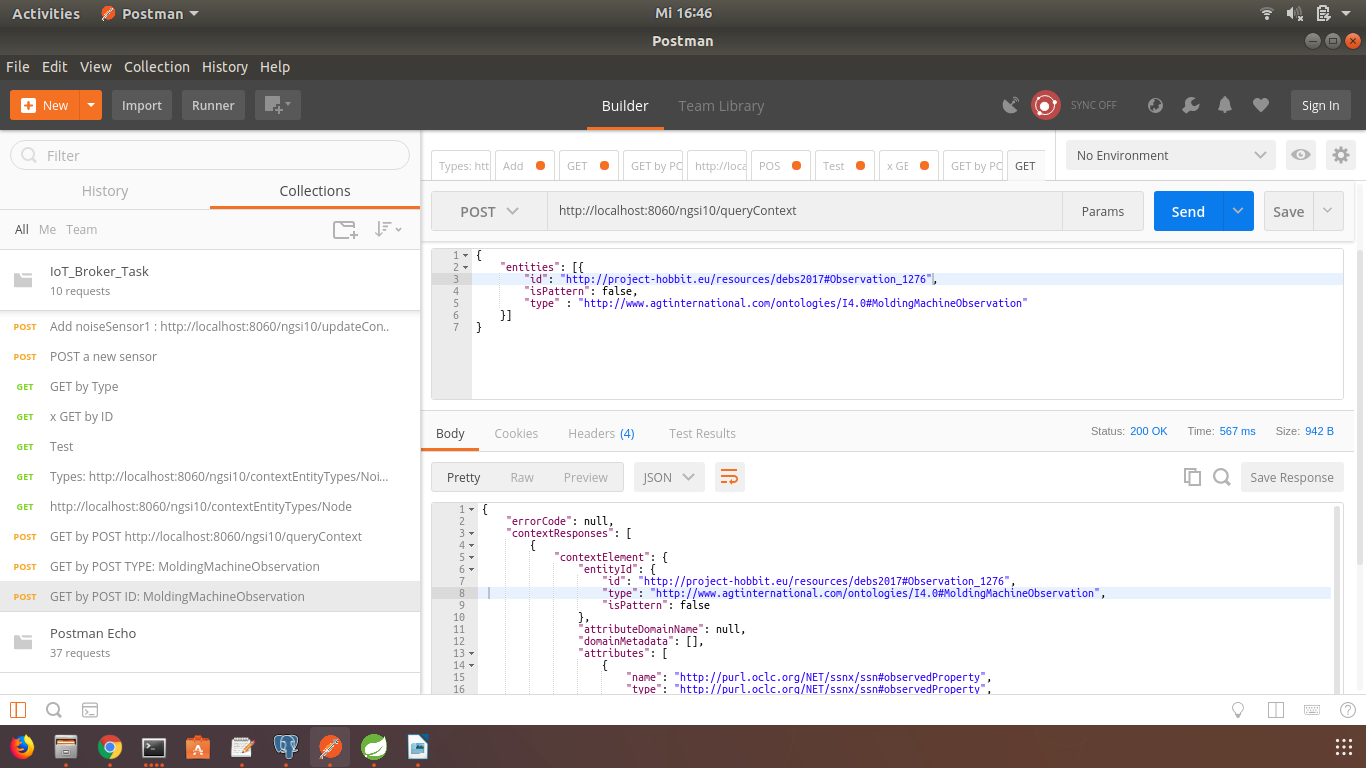 Activities Postman Mi 16:46
Postman
File Edit View Collection History Help
New Import Runner Builder Team Library SYNC OFF Sign In
Filter
History Collections
All Me Team
IoT_Broker_Task
10 requests
POST Add noiseSensor1 : http://localhost:8060/ngsi10/updateCon..
POST POST a new sensor
GET GET by Type
GET x GET by ID
GET Test
GET Types: http://localhost:8060/ngsi10/contextEntityTypes/Noi...
GET http://localhost:8060/ngsi10/contextEntityTypes/Node
POST GET by POST http://localhost:8060/ngsi10/queryContext
POST GET by POST TYPE: MoldingMachineObservation
POST GET by POST ID: MoldingMachineObservation
Postman Echo
37 requests
Types: htt Add GET GET by PO http://loca POS Test x GE GET by PO GET
No Environment
POST http://localhost:8060/ngsi10/queryContext Params Send Save
1 {
2 "entities": [{
3 "id": "http://project-hobbit.eu/resources/debs2017#Observation_1276",
4 "isPattern": false,
5 "type" : "http://www.agtinternational.com/ontologies/I4.0#MoldingMachineObservation"
6 }]
7 }
Body Cookies Headers (4) Test Results Status: 200 OK Time: 567 ms Size: 942 B
Pretty Raw Preview JSON Save Response
1 {
2 "errorCode": null,
3 "contextResponses": [
4 {
5 "contextElement": {
6 "entityId": {
7 "id": "http://project-hobbit.eu/resources/debs2017#Observation_1276",
8 "type": "http://www.agtinternational.com/ontologies/I4.0#MoldingMachineObservation",
9 "isPattern": false
10 },
11 "attributeDomainName": null,
12 "domainMetadata": [],
13 "attributes": [
14 {
15 "name": "http://purl.oclc.org/NET/ssnx/ssn#observedProperty",
16 "type": "http://purl.oclc.org/NET/ssnx/ssn#observedProperty",